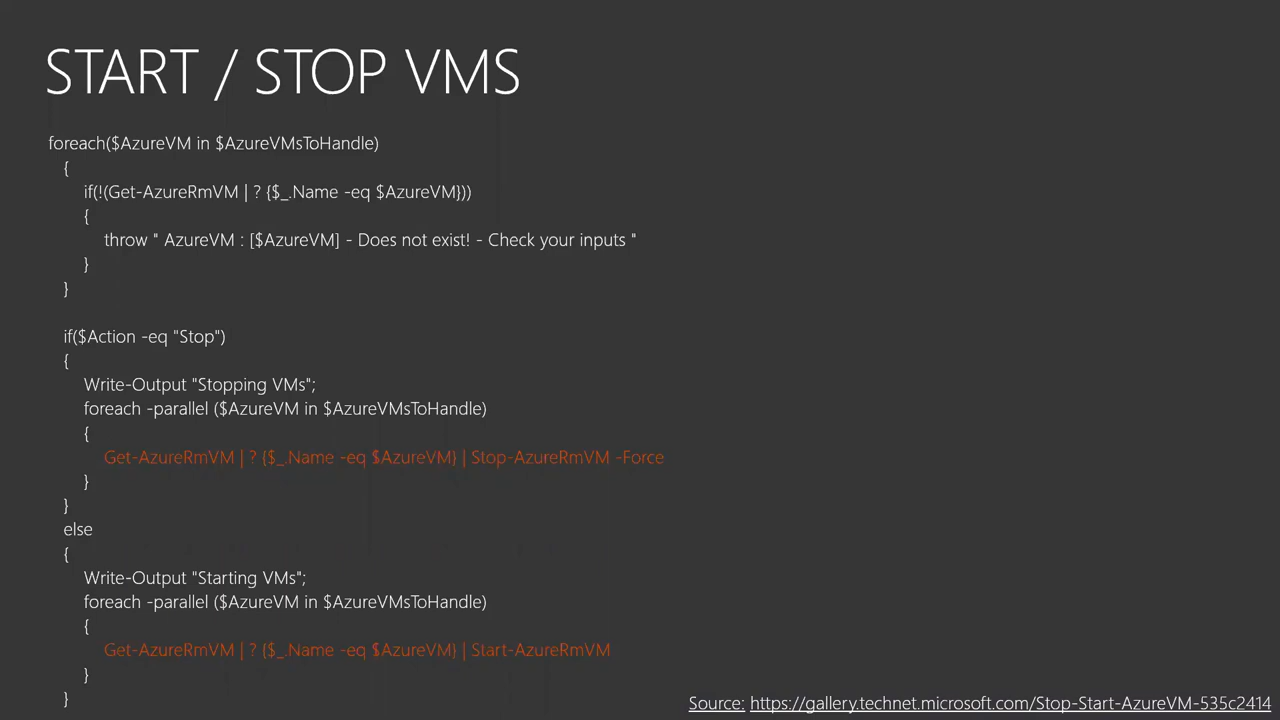 START / STOP VMS
foreach($AzureVM in $AzureVMsToHandle)
{
if(!(Get-AzureRmVM | ? {$_.Name -eq $AzureVM}))
{
throw " AzureVM : [$AzureVM] - Does not exist! - Check your inputs "
}
}
if($Action -eq "Stop")
{
Write-Output "Stopping VMs";
foreach -parallel ($AzureVM in $AzureVMsToHandle)
{
Get-AzureRmVM | ? {$_.Name -eq $AzureVM} | Stop-AzureRmVM -Force
}
}
else
{
Write-Output "Starting VMs";
foreach -parallel ($AzureVM in $AzureVMsToHandle)
{
Get-AzureRmVM | ? {$_.Name -eq $AzureVM} | Start-AzureRmVM
}
}
Source: https://gallery.technet.microsoft.com/Stop-Start-AzureVM-535c2414